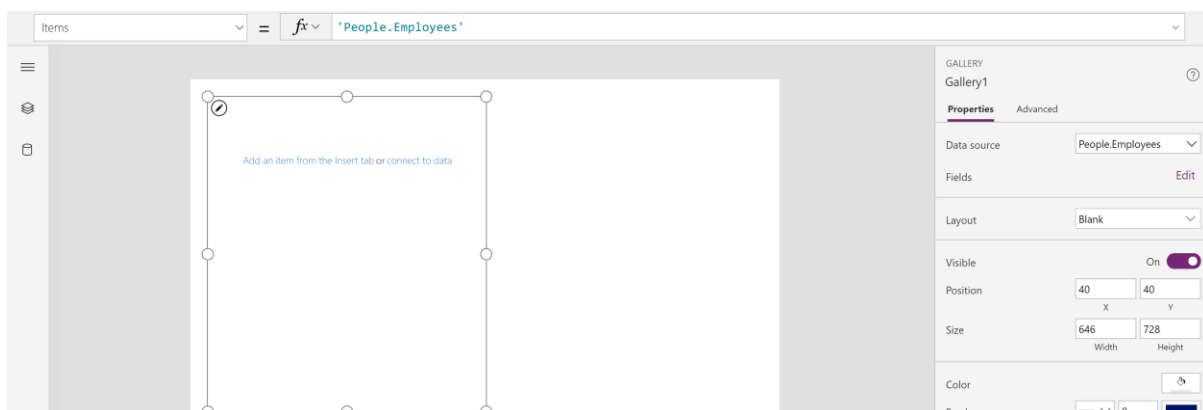 Items = fx 'People.Employees'
GALLERY
Gallery1
Properties Advanced
Add an item from the Insert tab or connect to data
Data source People.Employees
Fields Edit
Layout Blank
Visible On
Position 40 40
X Y
Size 646 728
Width Height
Color